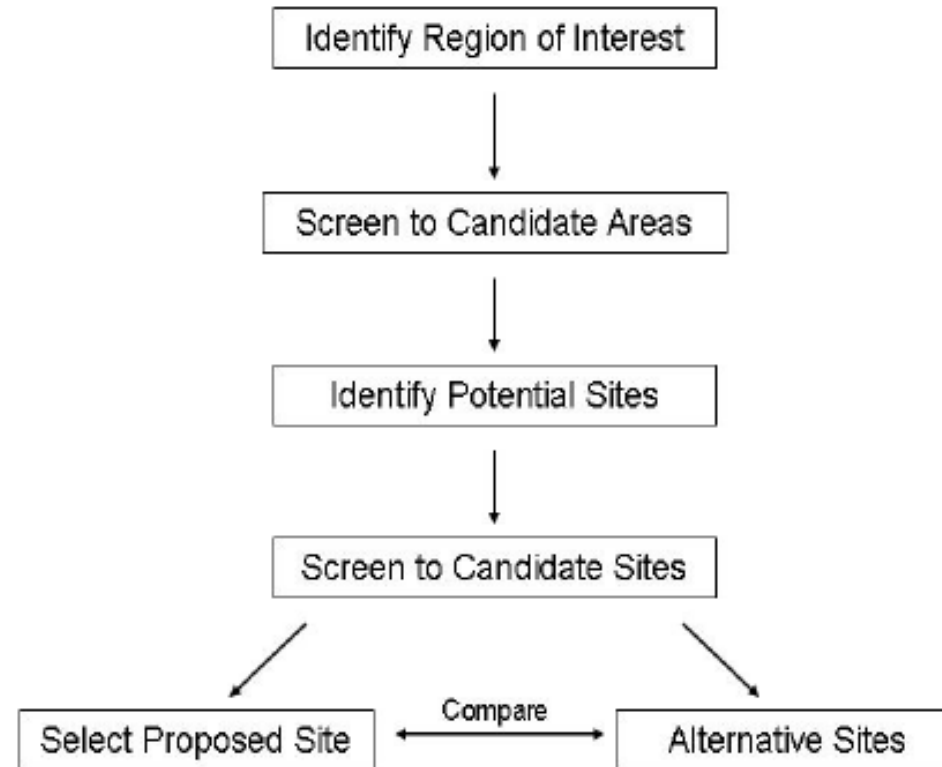 Identify Region of Interest
Screen to Candidate Areas
Identify Potential Sites
Screen to Candidate Sites
Compare
Select Proposed Site
Alternative Sites